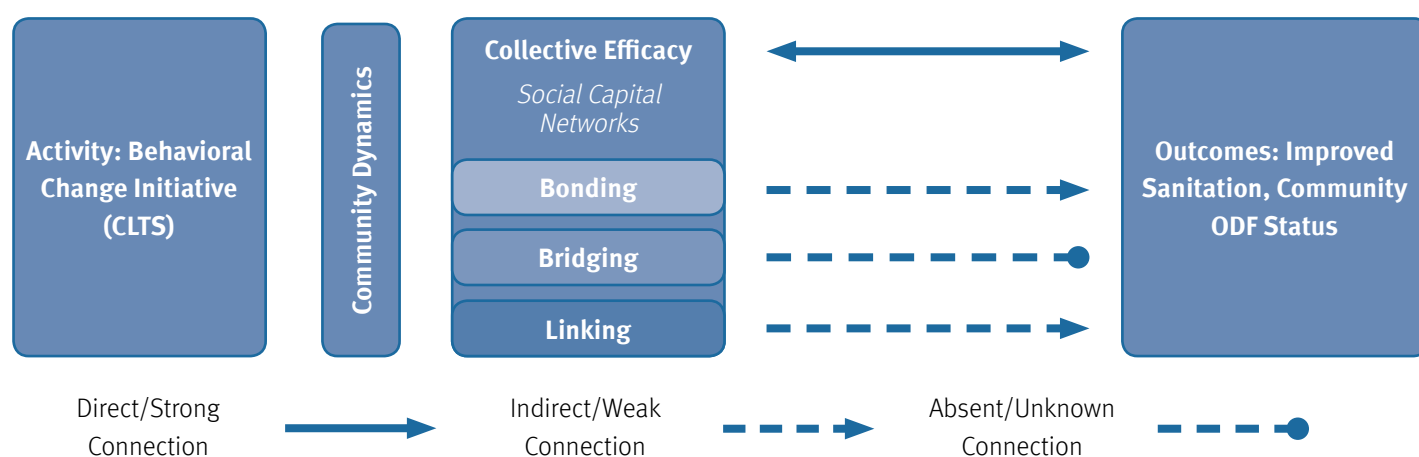 Activity: Behavioral
Change Initiative
(CLTS)
Community Dynamics
Collective Efficacy
Social Capital
Networks
Bonding
Bridging
Linking
Outcomes: Improved
Sanitation, Community
ODF Status
Direct/Strong
Connection
Indirect/Weak
Connection
Absent/Unknown
Connection